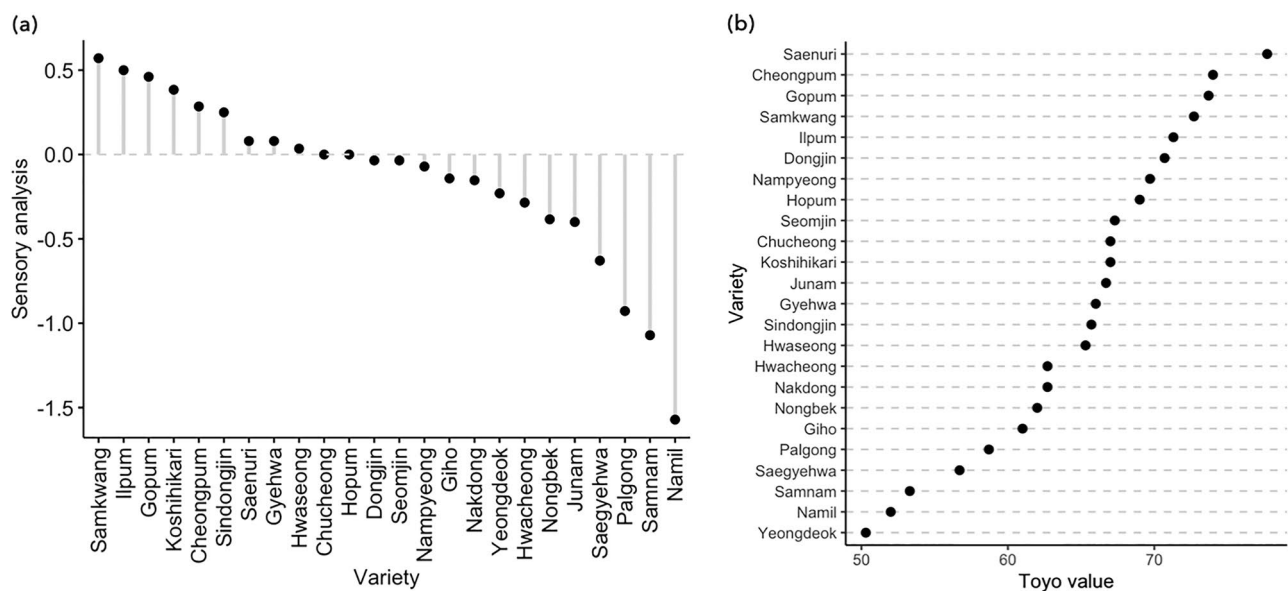 (a)
Sensory analysis
0.5
0.0
-0.5
-1.0
-1.5
Samkwang
Ilpum
Gopum
Koshihikari
Cheongpum
Sindongjin
Saenuri
Gyehwa
Hwaseong
Chucheong
Hopum
Dongjin
Seomjin
Nampyeong
Giho
Nakdong
Yeongdeok
Hwacheong
Nongbek
Junam
Saegyehwa
Palgong
Samnam
Namil
Variety
(b)
Variety
Saenuri
Cheongpum
Gopum
Samkwang
Ilpum
Dongjin
Nampyeong
Hopum
Seomjin
Chucheong
Koshihikari
Junam
Gyehwa
Sindongjin
Hwaseong
Hwacheong
Nakdong
Nongbek
Giho
Palgong
Saegyehwa
Samnam
Namil
Yeongdeok
50 60 70
Toyo value